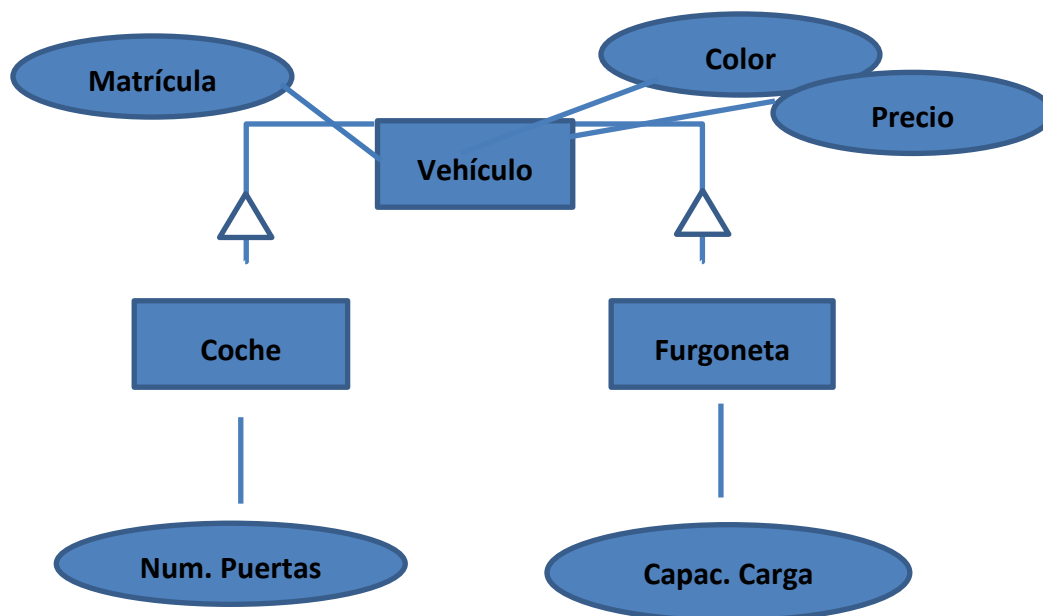 Matrícula
Color
Precio
Vehículo
Coche
Furgoneta
Num. Puertas
Capac. Carga